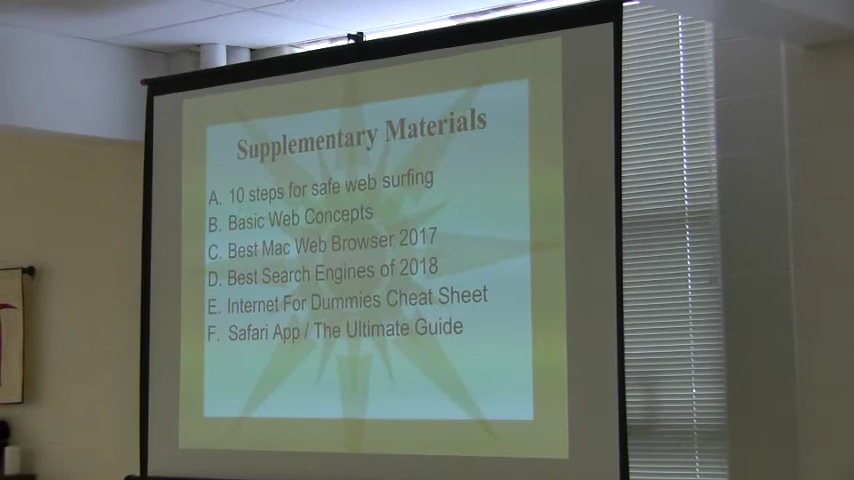 Supplementary Materials
A. 10 steps for safe web surfing
B. Basic Web Concepts
C. Best Mac Web Browser 2017
D. Best Search Engines of 2018
E. Internet For Dummies Cheat Sheet
F. Safari App / The Ultimate Guide